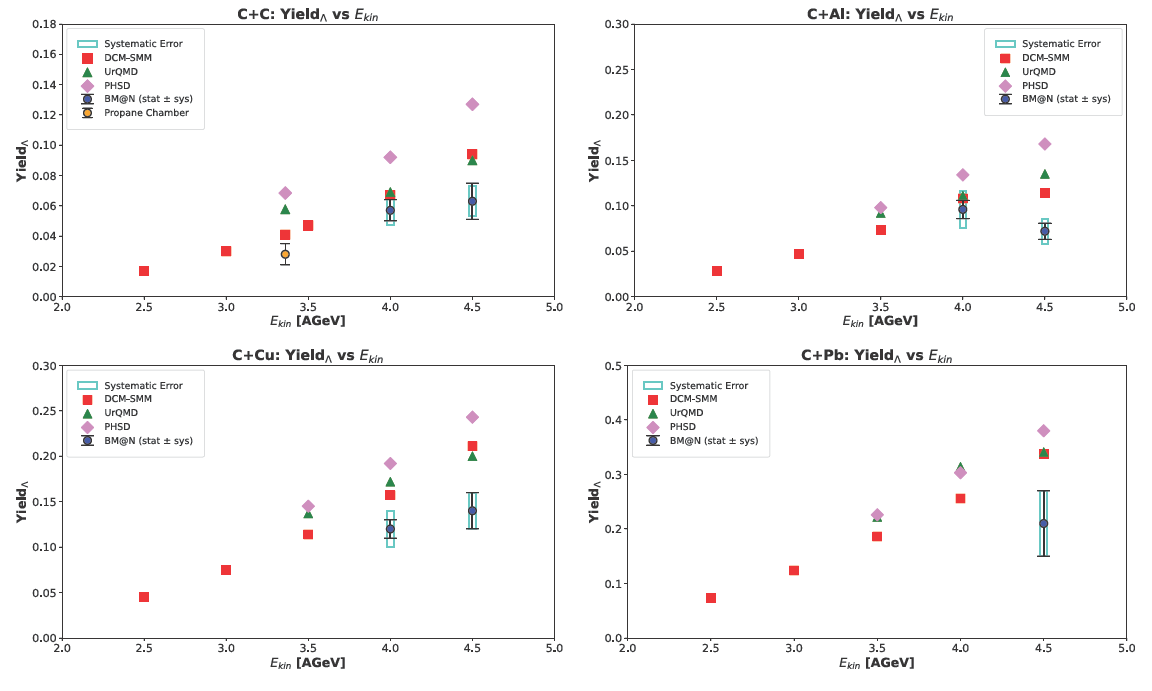 C+C: Yield_Λ vs E_kin
0.18
0.16
0.14
0.12
0.10
0.08
0.06
0.04
0.02
0.00
Yield_Λ
Systematic Error
DCM-SMM
UrQMD
PHSD
BM@N (stat ± sys)
Propane Chamber
2.0 2.5 3.0 3.5 4.0 4.5 5.0
E_kin [AGeV]
C+Al: Yield_Λ vs E_kin
0.30
0.25
0.20
0.15
0.10
0.05
0.00
Yield_Λ
Systematic Error
DCM-SMM
UrQMD
PHSD
BM@N (stat ± sys)
2.0 2.5 3.0 3.5 4.0 4.5 5.0
E_kin [AGeV]
C+Cu: Yield_Λ vs E_kin
0.30
0.25
0.20
0.15
0.10
0.05
0.00
Yield_Λ
Systematic Error
DCM-SMM
UrQMD
PHSD
BM@N (stat ± sys)
2.0 2.5 3.0 3.5 4.0 4.5 5.0
E_kin [AGeV]
C+Pb: Yield_Λ vs E_kin
0.5
0.4
0.3
0.2
0.1
0.0
Yield_Λ
Systematic Error
DCM-SMM
UrQMD
PHSD
BM@N (stat ± sys)
2.0 2.5 3.0 3.5 4.0 4.5 5.0
E_kin [AGeV]